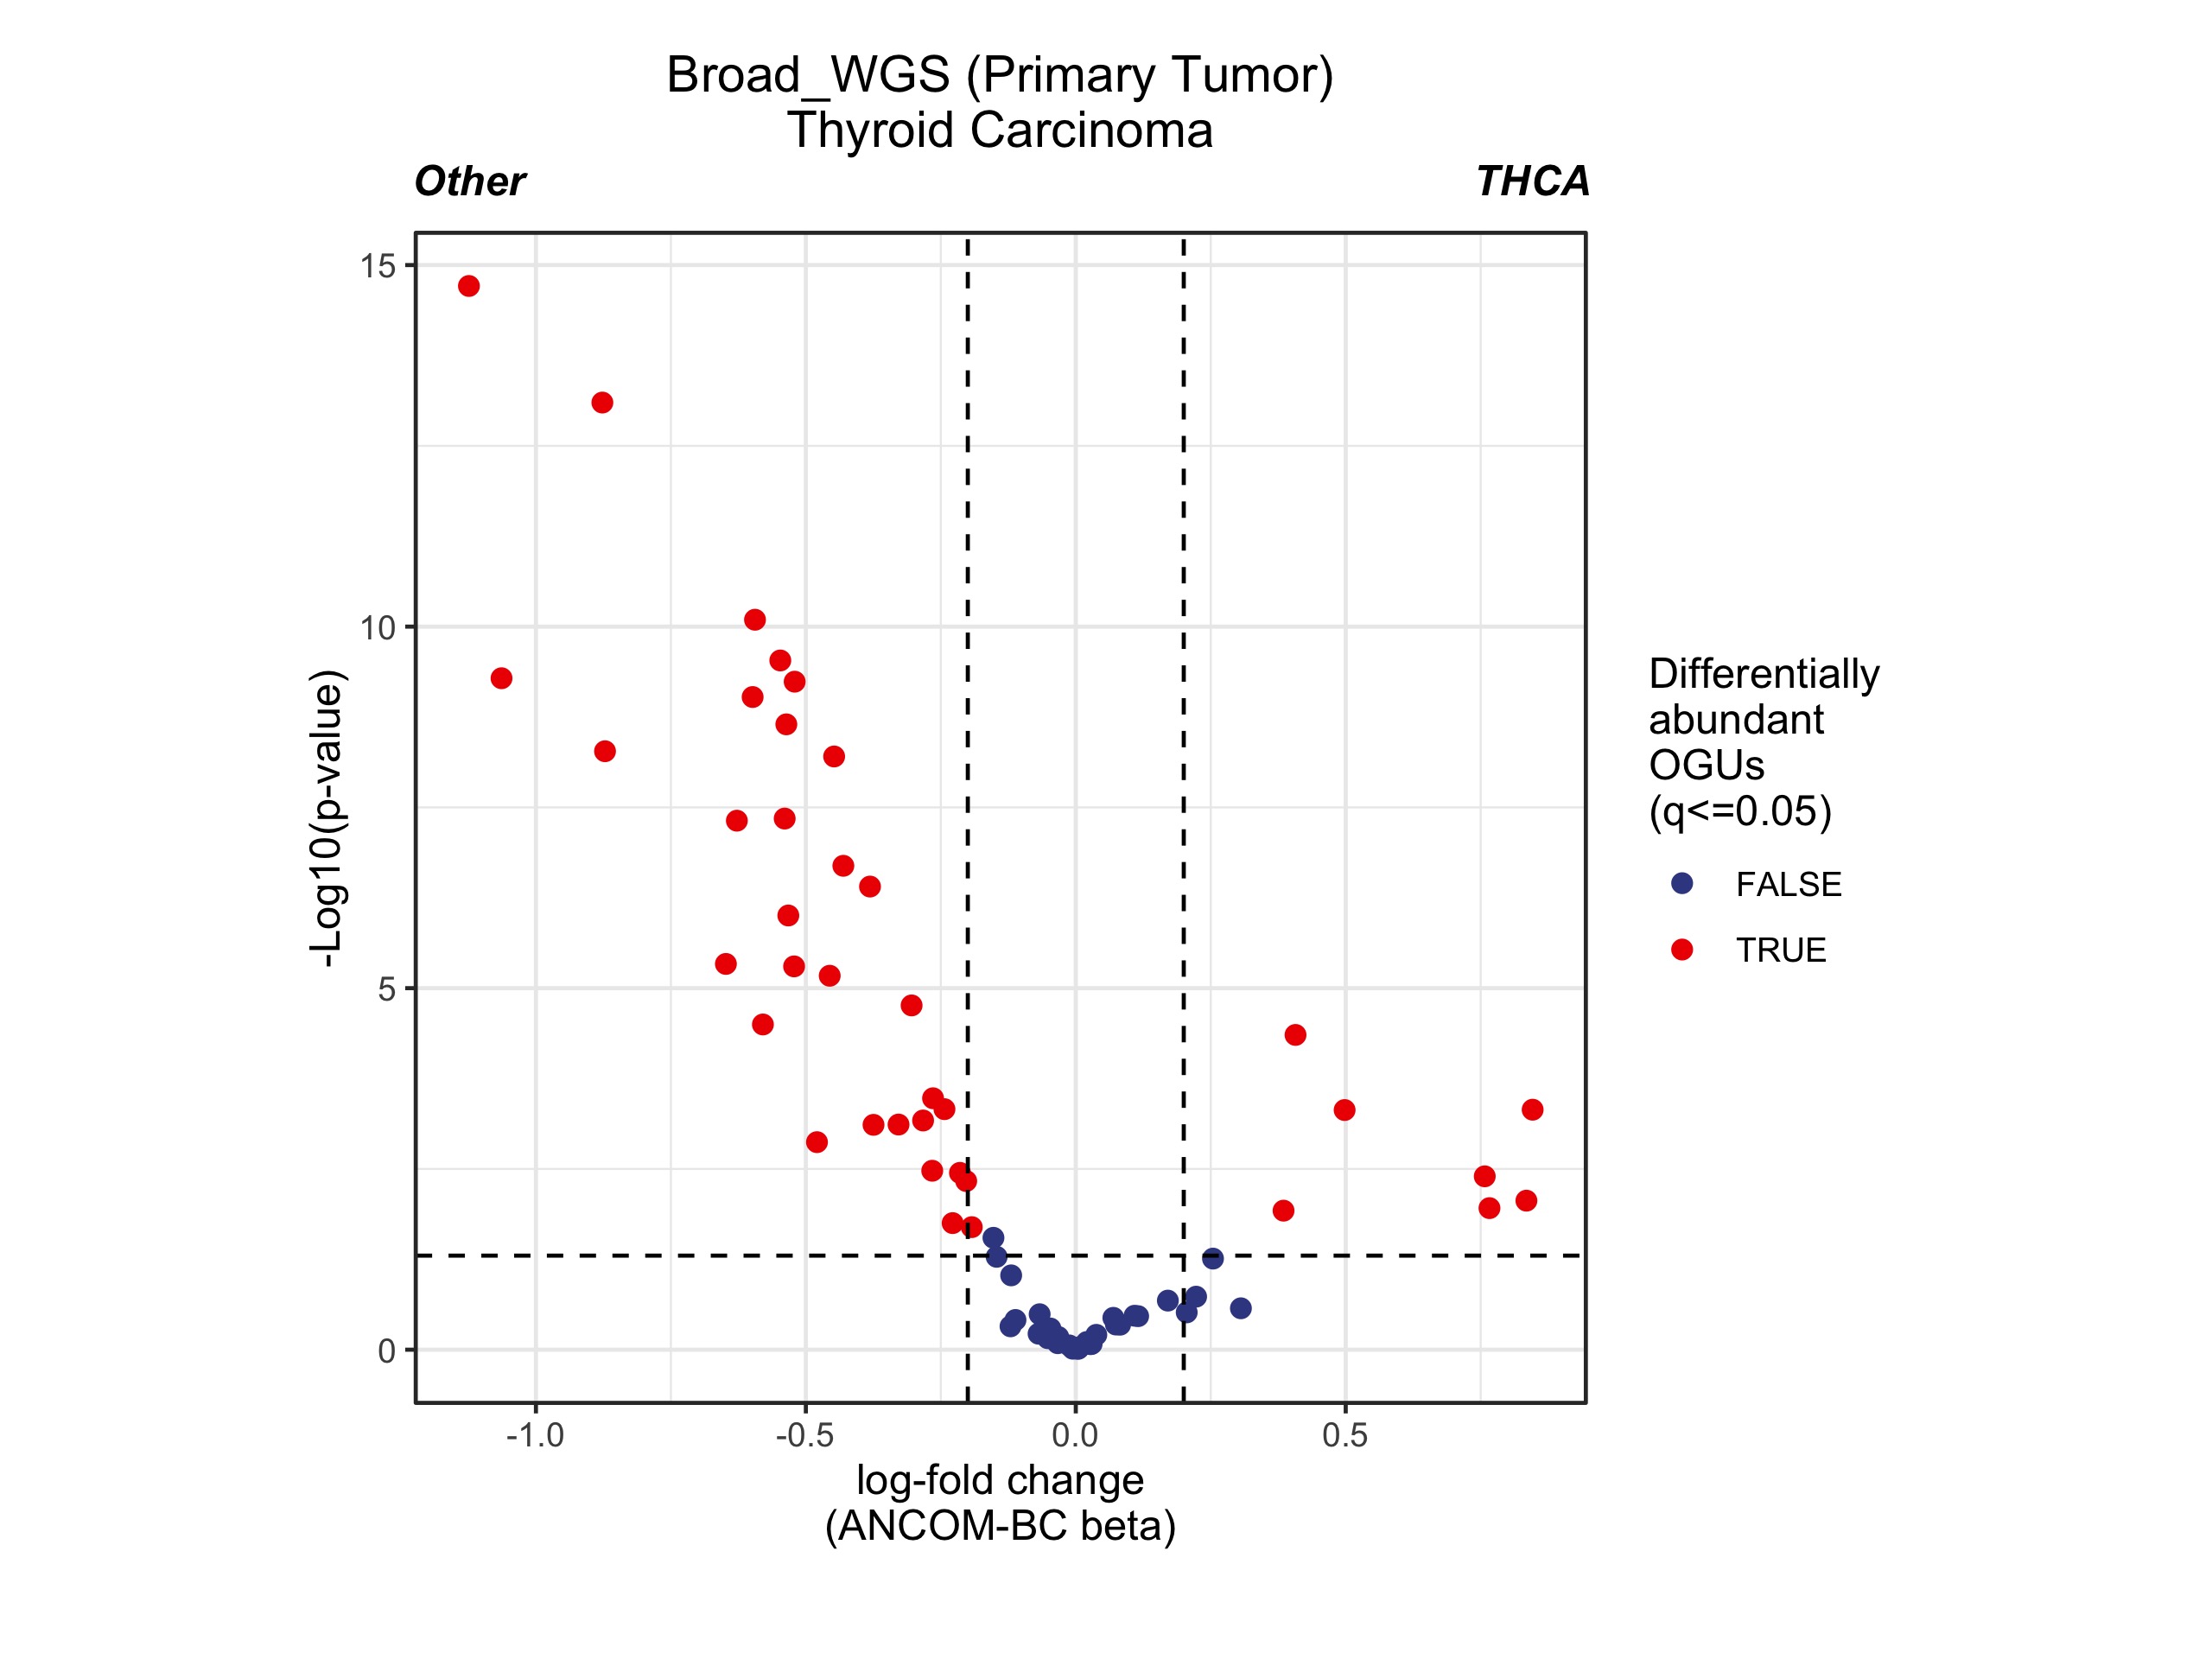 Broad_WGS (Primary Tumor)
Thyroid Carcinoma
Other
THCA
15
10
5
0
-Log10(p-value)
-1.0
-0.5
0.0
0.5
log-fold change
(ANCOM-BC beta)
Differentially
abundant
OGUs
(q<=0.05)
FALSE
TRUE